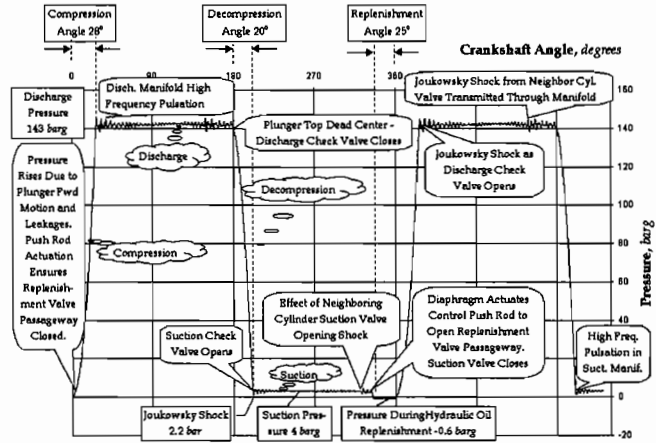 Compression
Angle 28°
Decompression
Angle 20°
Replenishment
Angle 25°
Crankshaft Angle, degrees
0
90
180
270
360
Discharge
Pressure
143 barg
Disch. Manifold High
Frequency Pulsation
Joukowsky Shock from Neighbor Cyl.
Valve Transmitted Through Manifold
160
140
120
100
80
60
40
20
0
-20
Pressure, barg
Plunger Top Dead Center -
Discharge Check Valve Closes
Joukowsky Shock as
Discharge Check
Valve Opens
Discharge
Decompression
Compression
Pressure
Rises Due to
Plunger Fwd
Motion and
Leakages.
Push Rod
Actuation
Ensures
Replenish-
ment Valve
Passageway
Closed.
Suction Check
Valve Opens
Effect of Neighboring
Cylinder Suction Valve
Opening Shock
Diaphragm Actuates
Control Push Rod to
Open Replenishment
Valve Passageway.
Suction Valve Closes
High Freq.
Pulsation in
Suct. Manif.
Suction
Joukowsky Shock
2.2 bar
Suction Pres-
sure 4 barg
Pressure During Hydraulic Oil
Replenishment -0.6 barg